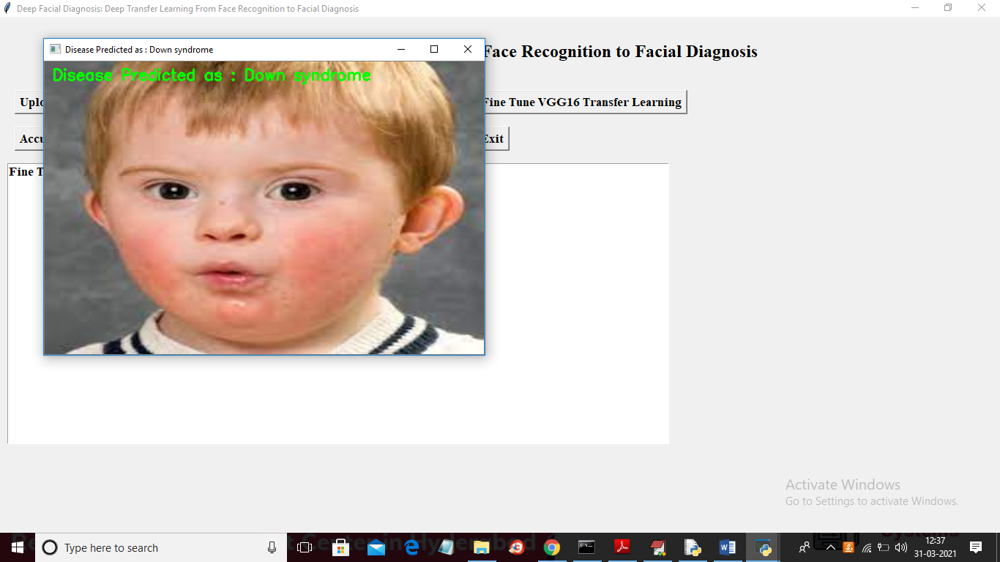 Deep Facial Diagnosis: Deep Transfer Learning From Face Recognition to Facial Diagnosis
Face Recognition to Facial Diagnosis
Disease Predicted as : Down syndrome
Disease Predicted as : Down syndrome
Uplo
Fine Tune VGG16 Transfer Learning
Accu
Exit
Fine T
Activate Windows
Go to Settings to activate Windows.
Type here to search
12:37
31-03-2021